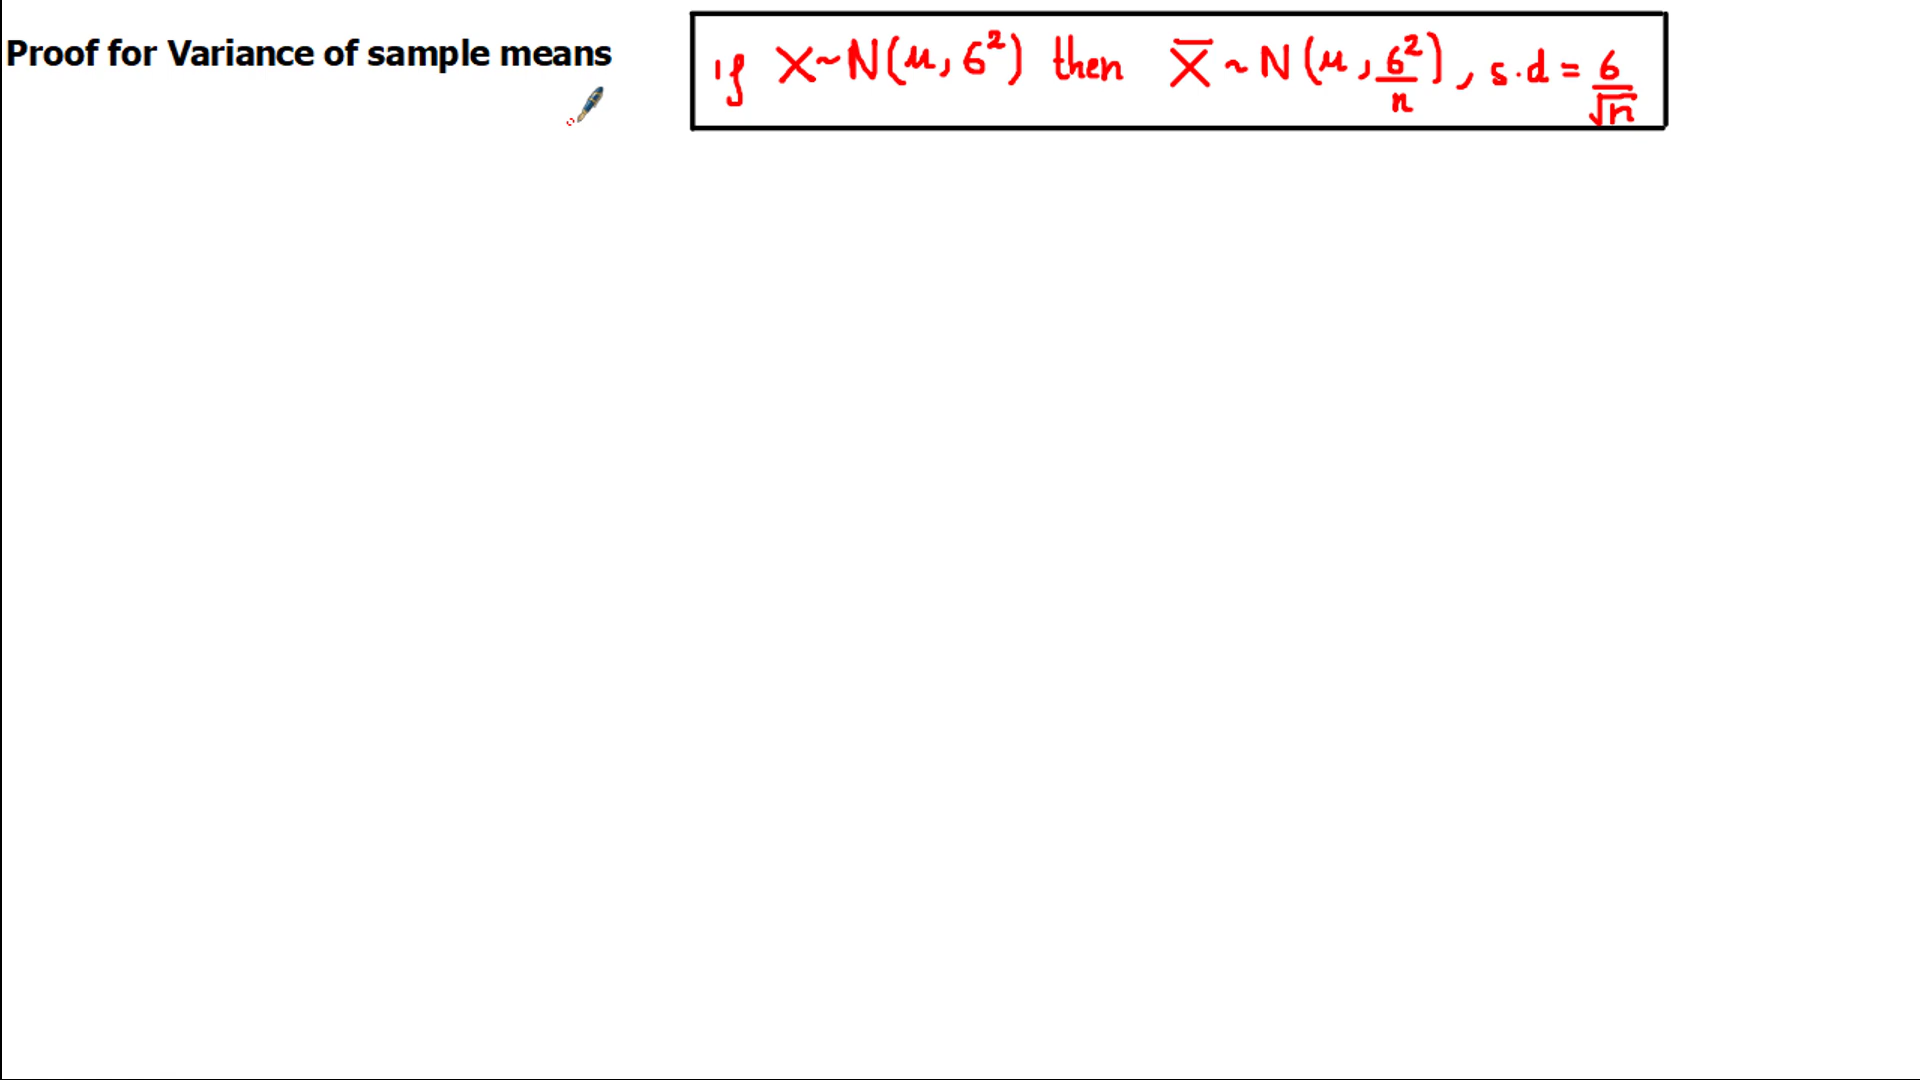 Proof for Variance of sample means
if X~N(μ, σ²) then X̄ ~ N(μ, σ²/n), s.d = σ/√n